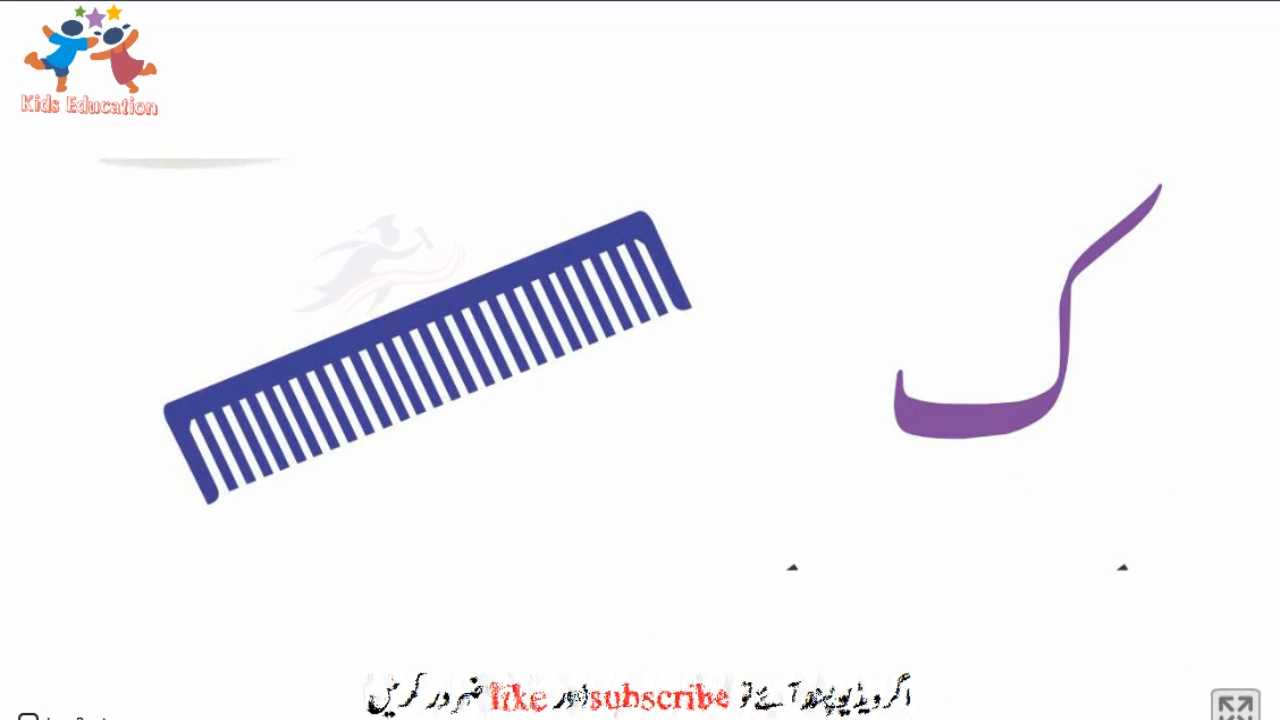 Kids Education
ک
اگر ویڈیو پسند آئے تو subscribe اور like ضرور کریں